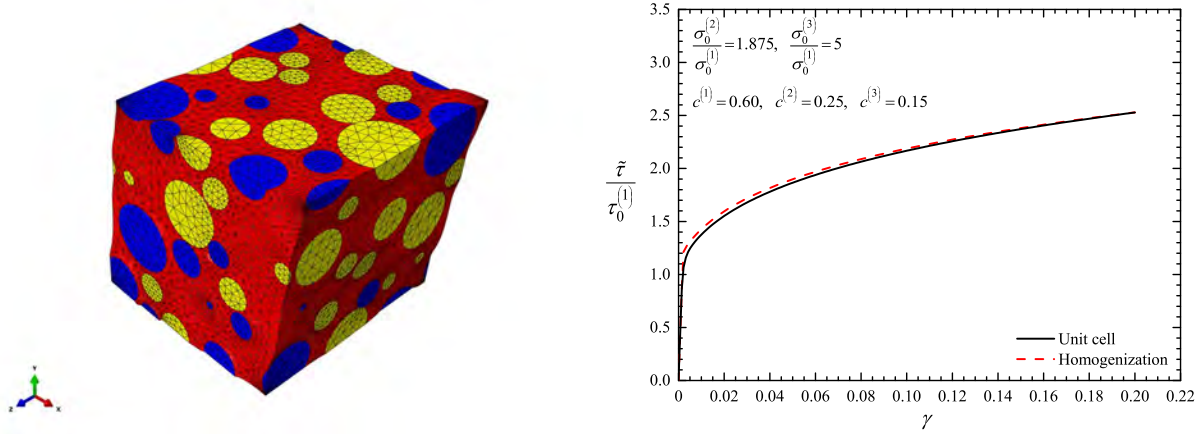 Y
Z
X
3.5
3.0
2.5
2.0
1.5
1.0
0.5
0.0
τ̃ / τ₀⁽¹⁾
σ₀⁽²⁾/σ₀⁽¹⁾=1.875, σ₀⁽³⁾/σ₀⁽¹⁾=5
c⁽¹⁾=0.60, c⁽²⁾=0.25, c⁽³⁾=0.15
Unit cell
Homogenization
0 0.02 0.04 0.06 0.08 0.10 0.12 0.14 0.16 0.18 0.20 0.22
γ